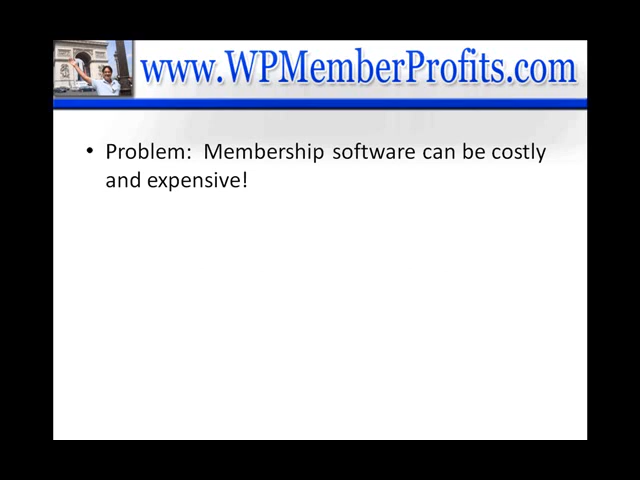 www.WPMemberProfits.com
• Problem:  Membership software can be costly
and expensive!